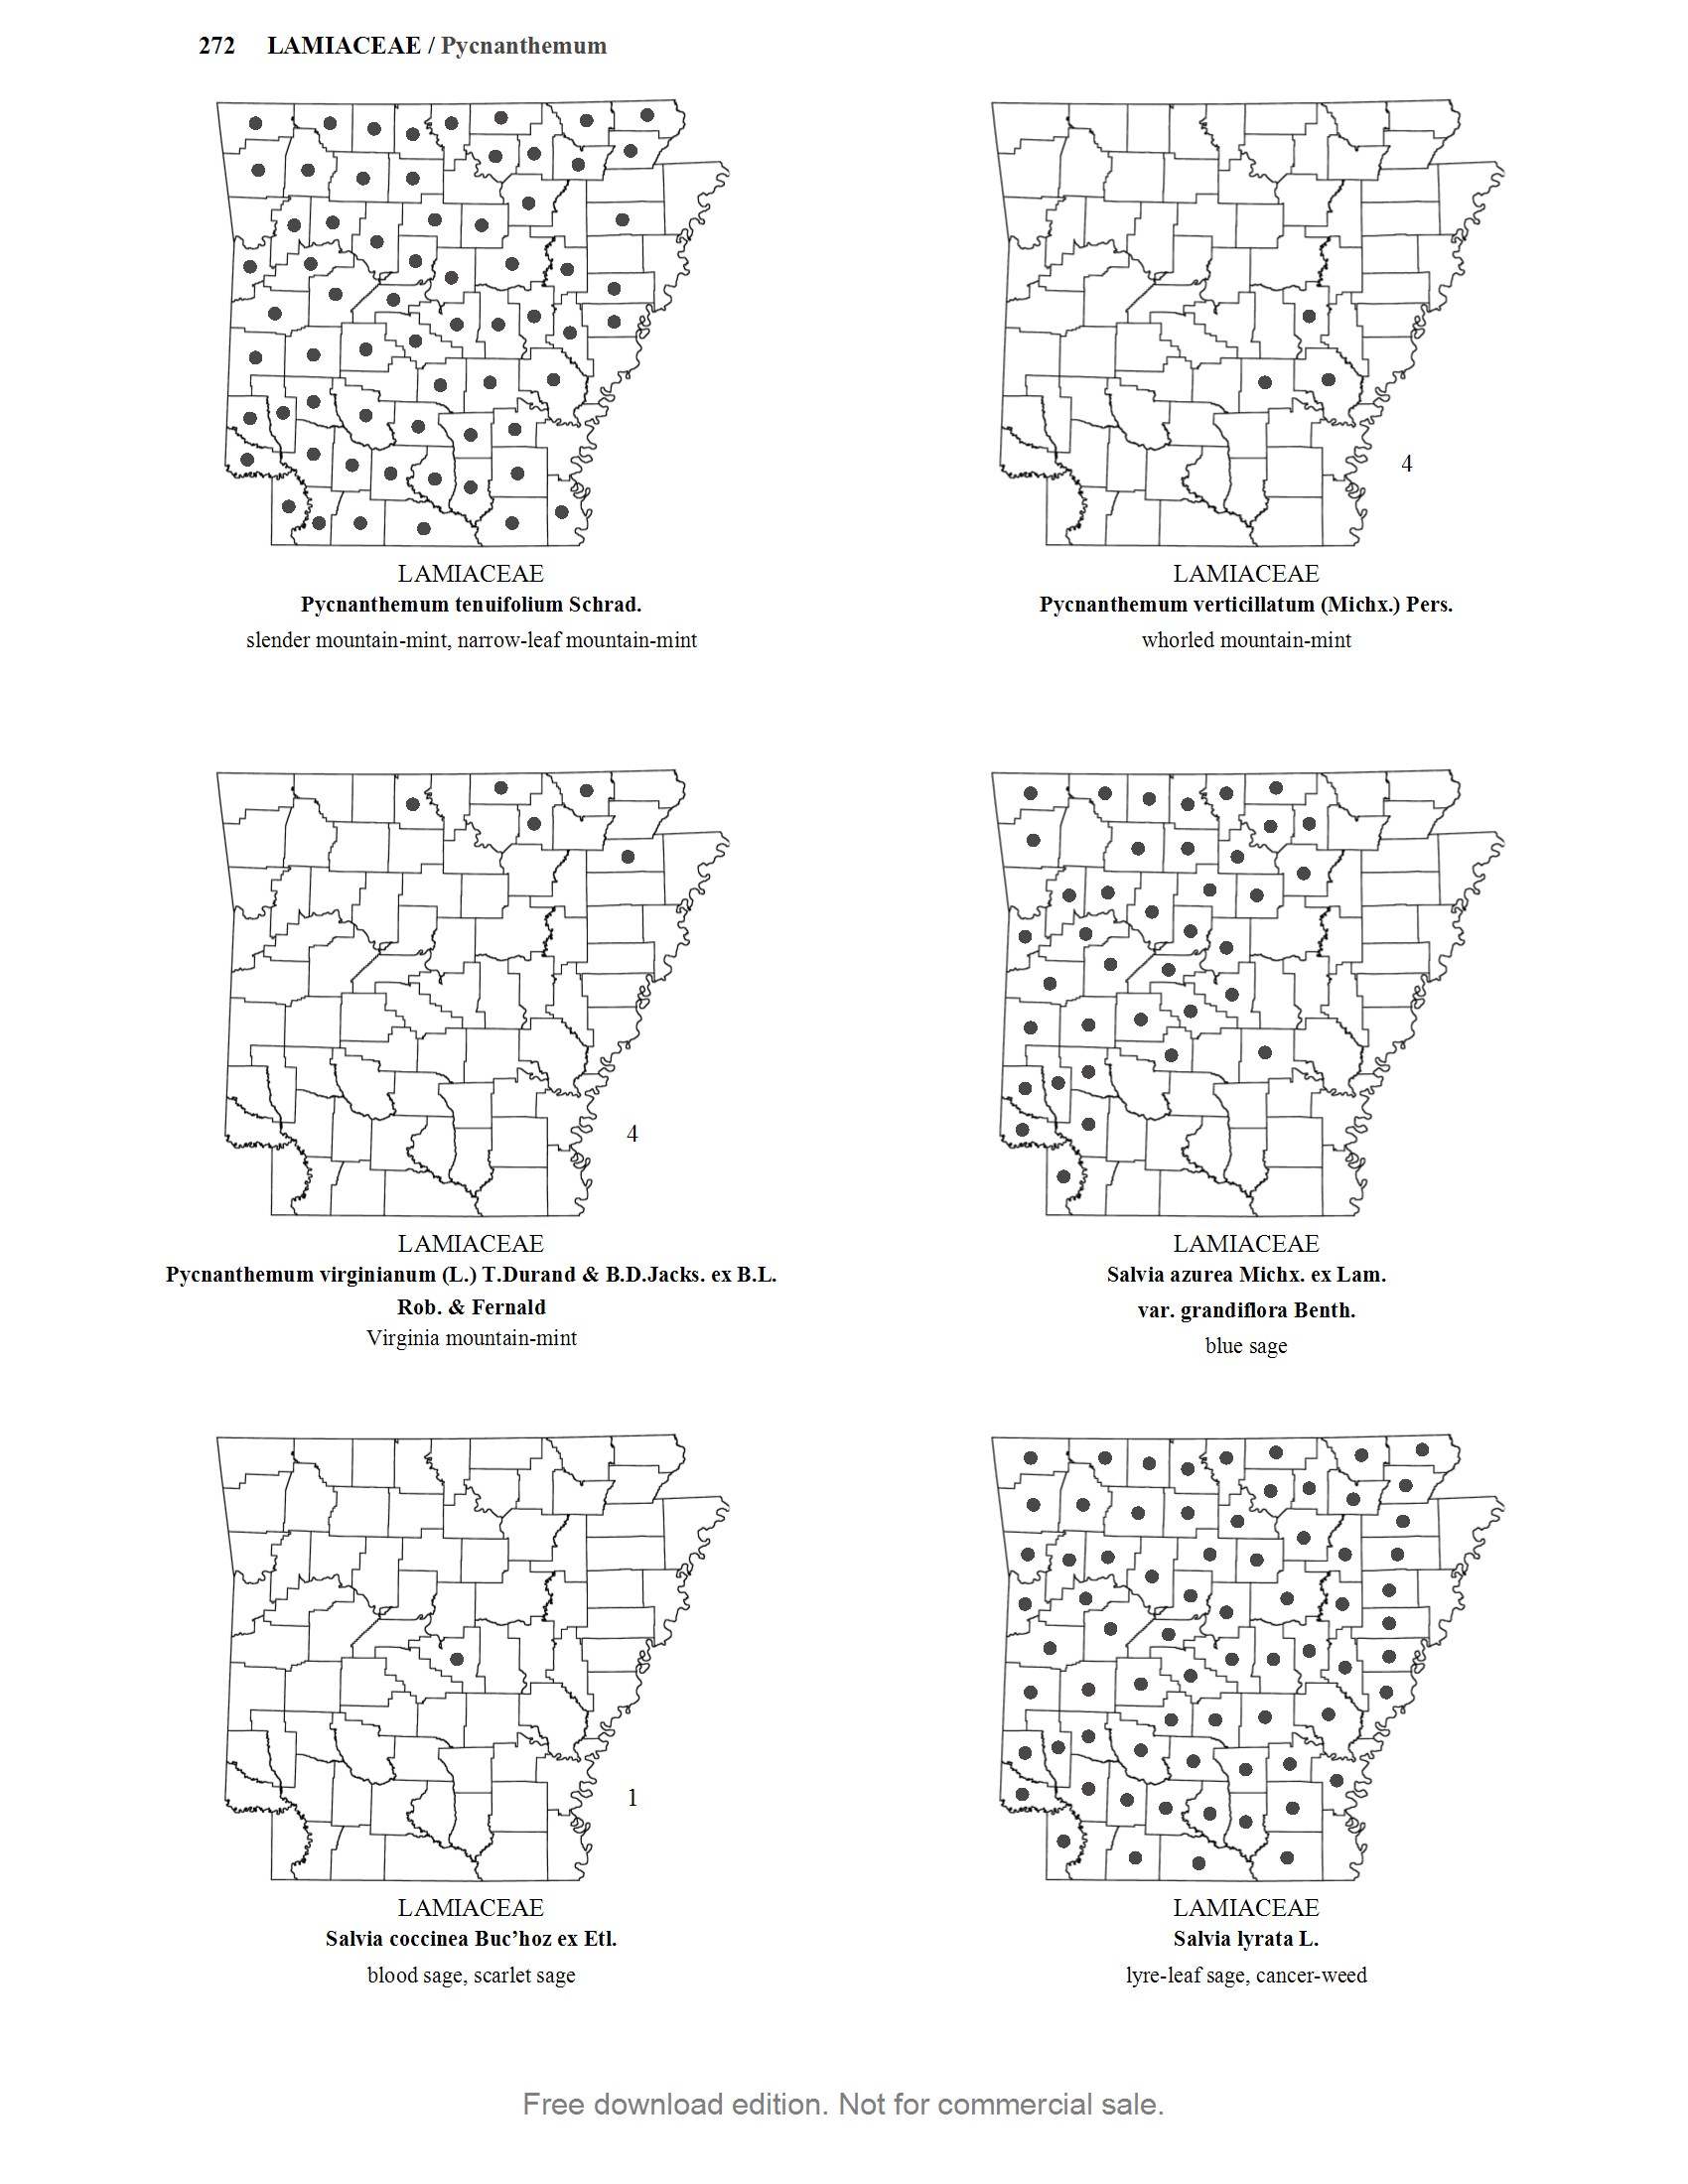 272 LAMIACEAE / Pycnanthemum
LAMIACEAE
Pycnanthemum tenuifolium Schrad.
slender mountain-mint, narrow-leaf mountain-mint
4
LAMIACEAE
Pycnanthemum verticillatum (Michx.) Pers.
whorled mountain-mint
4
LAMIACEAE
Pycnanthemum virginianum (L.) T.Durand & B.D.Jacks. ex B.L.
Rob. & Fernald
Virginia mountain-mint
LAMIACEAE
Salvia azurea Michx. ex Lam.
var. grandiflora Benth.
blue sage
1
LAMIACEAE
Salvia coccinea Buc’hoz ex Etl.
blood sage, scarlet sage
LAMIACEAE
Salvia lyrata L.
lyre-leaf sage, cancer-weed
Free download edition. Not for commercial sale.